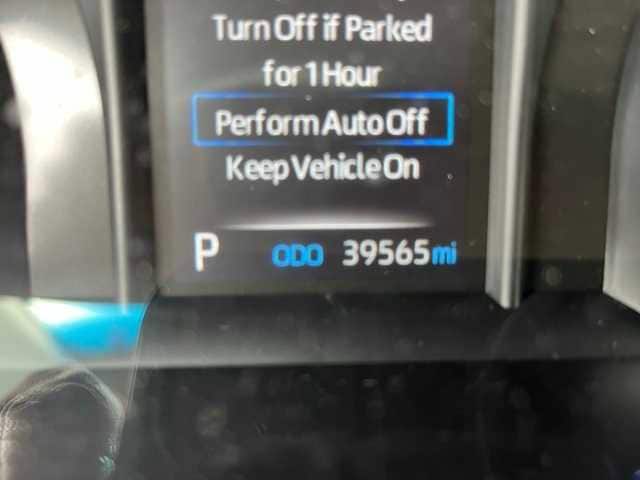 Turn Off if Parked
for 1 Hour
Perform Auto Off
Keep Vehicle On
P ODO 39565 mi